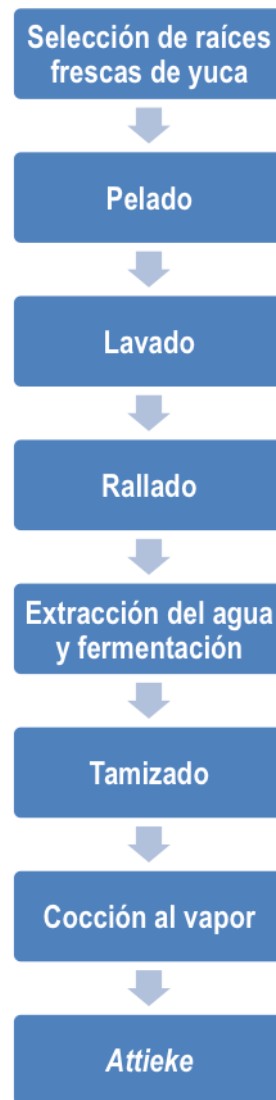 Selección de raíces
frescas de yuca
Pelado
Lavado
Rallado
Extracción del agua
y fermentación
Tamizado
Cocción al vapor
Attieke